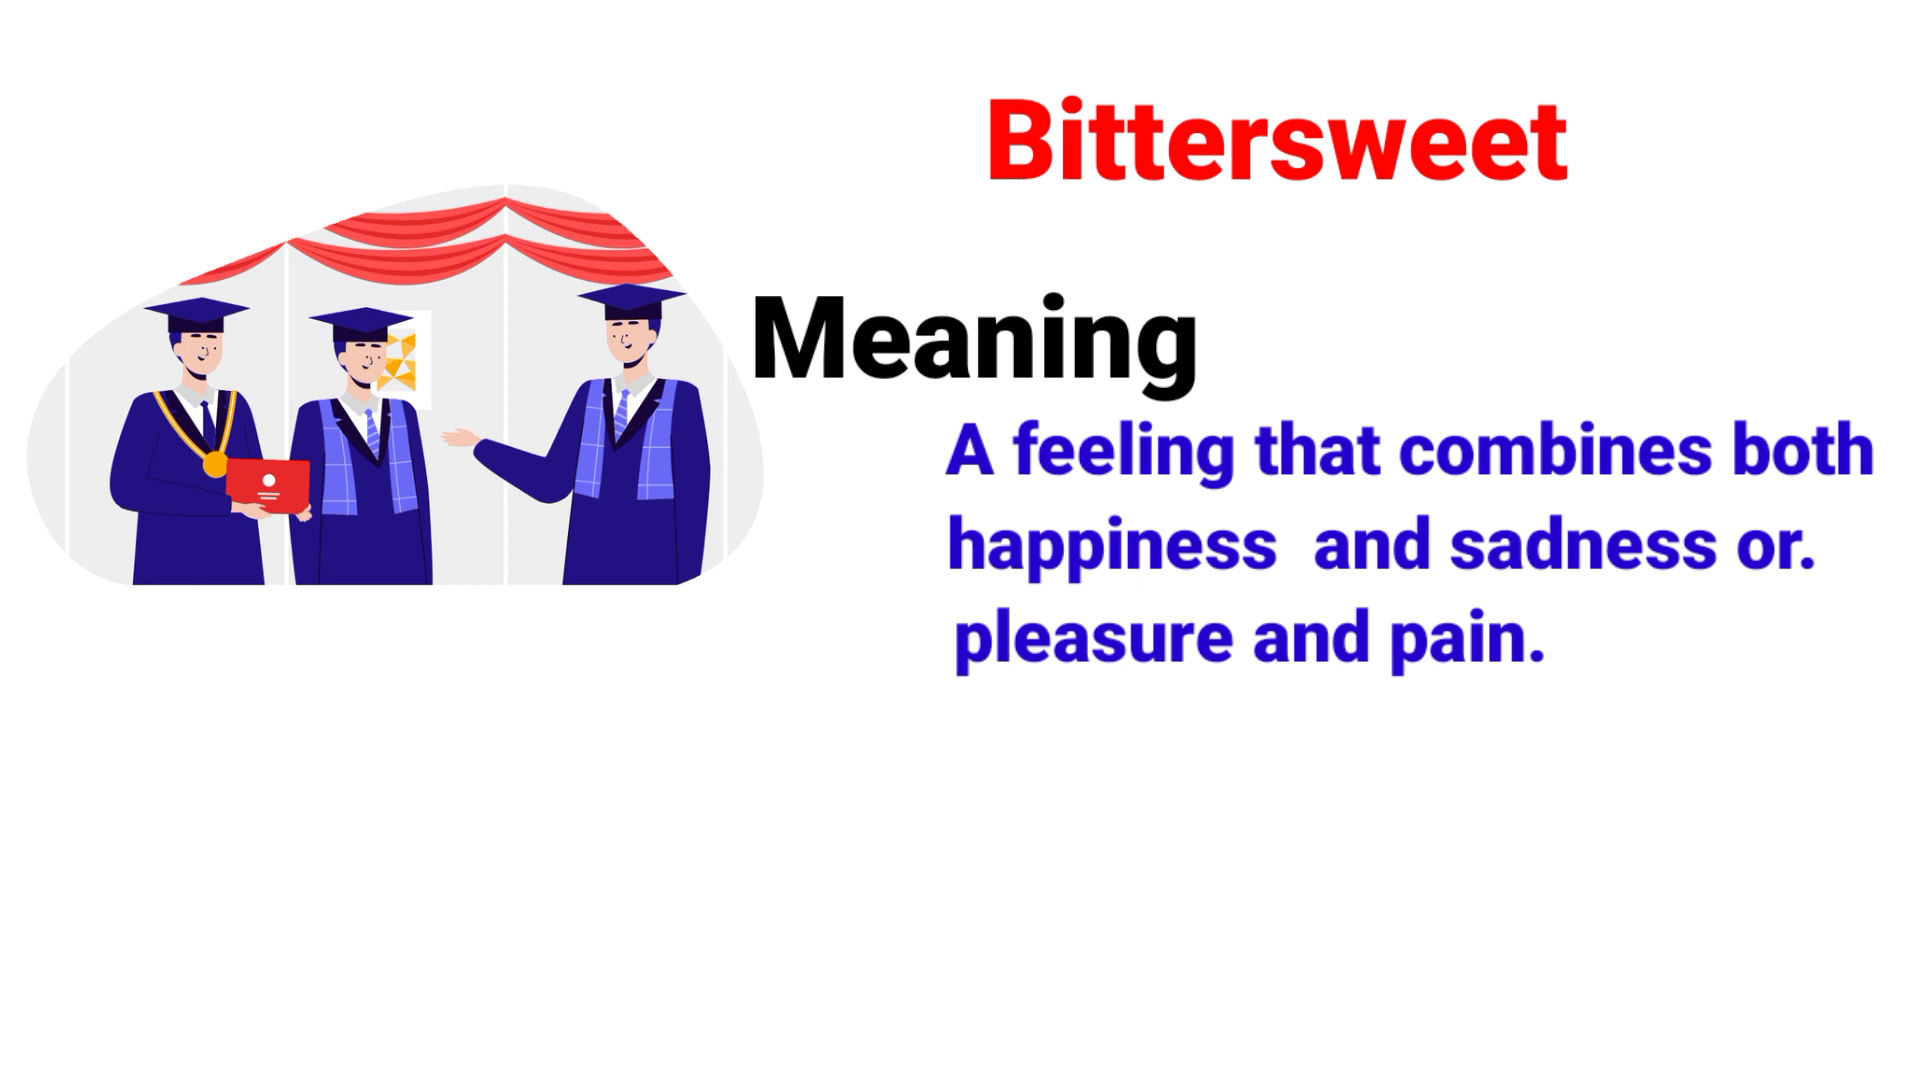 Bittersweet
Meaning
A feeling that combines both
happiness  and sadness or.
pleasure and pain.